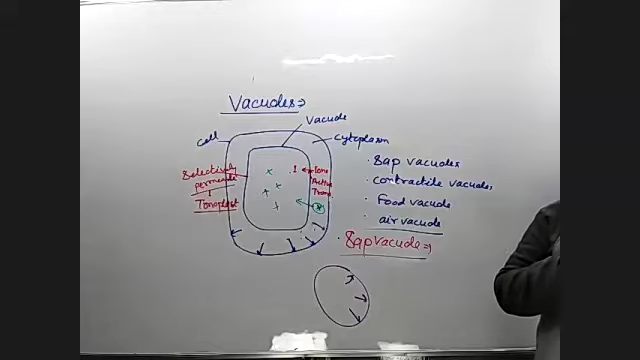 Vacuoles ⇒
Vacuole
Cell
cytoplasm
Selectively
permeable
Tonoplast
I ← Ions
Active
Trans.
· Sap vacuoles
· contractile vacuoles,
· Food vacuole
· air vacuole
· Sap vacuole ⇒